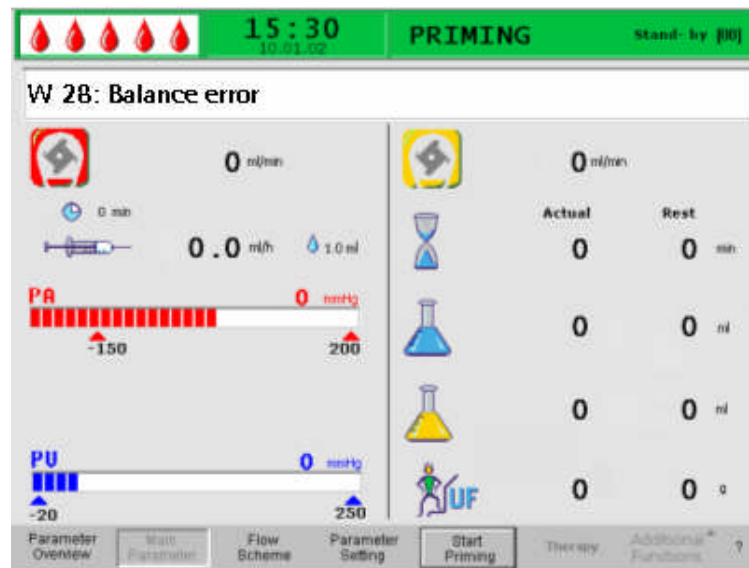 15:30 PRIMING Stand- by [00]
10.01.02
W 28: Balance error
0 ml/min
0 ml/min
0 min
0.0 ml/h 1.0 ml
Actual Rest
0 0 min
PA 0 mmHg
-150 200
0 0 ml
0 0 ml
PV 0 mmHg
-20 250
UF 0 0 g
Parameter Overview
Main Parameter
Flow Scheme
Parameter Setting
Start Priming
Therapy
Additional* Functions
?